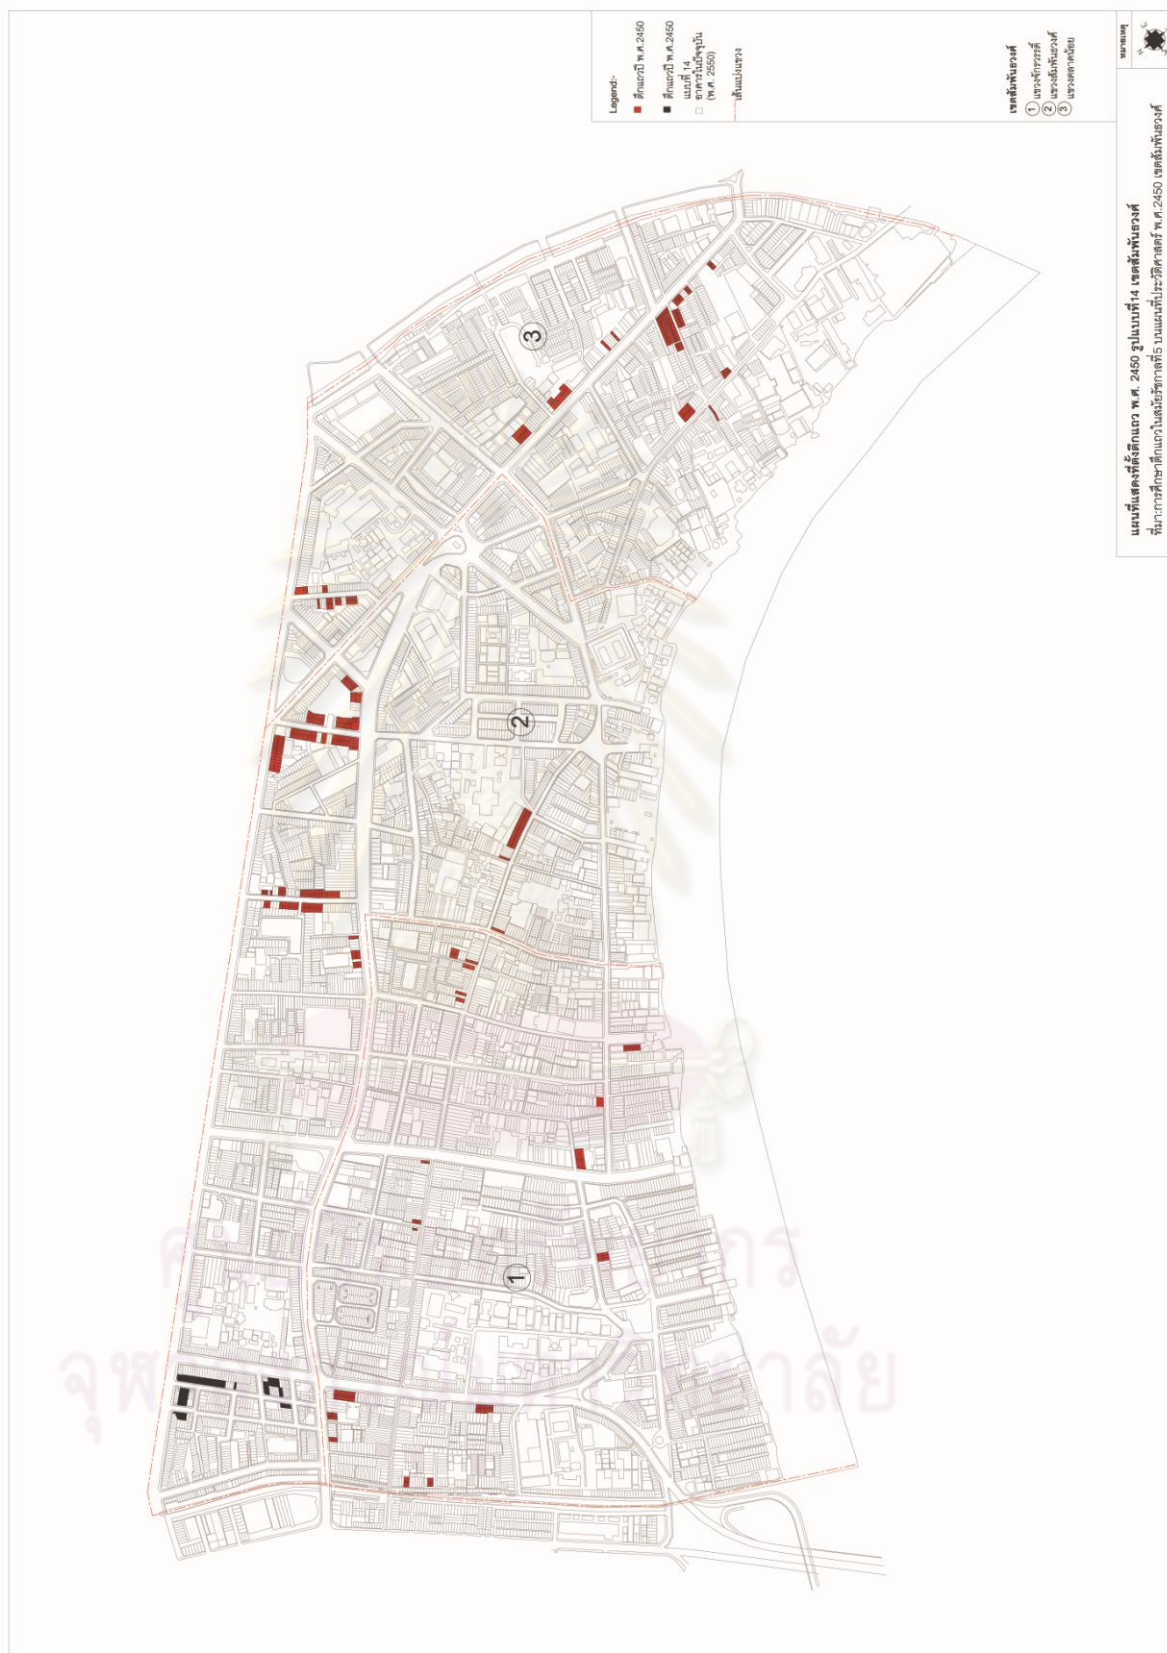 Legend:-
ตึกแถวปี พ.ศ.2450
ตึกแถวปี พ.ศ.2450
แบบที่ 14
อาคารในปัจจุบัน
(พ.ศ. 2550)
เส้นแบ่งแขวง
เขตสัมพันธวงศ์
1 แขวงจักรวรรดิ์
2 แขวงสัมพันธวงศ์
3 แขวงตลาดน้อย
หมายเหตุ
แผนที่แสดงที่ตั้งตึกแถว พ.ศ. 2450 รูปแบบที่14 เขตสัมพันธวงศ์
ที่มา:การศึกษาตึกแถวในสมัยรัชกาลที่5 บนแผนที่ประวัติศาสตร์ พ.ศ.2450 เขตสัมพันธวงศ์
3
2
1